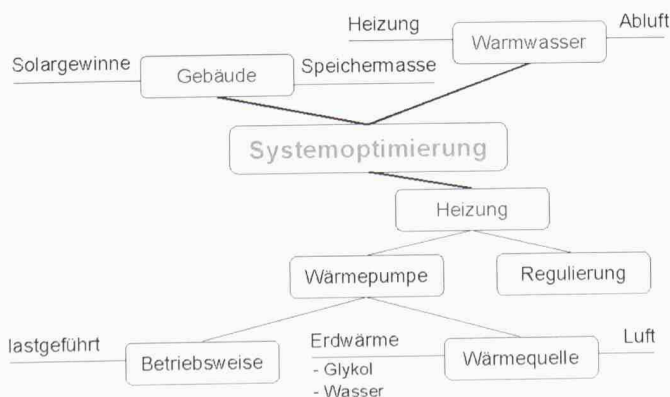 Heizung
Warmwasser
Abluft
Solargewinne
Gebäude
Speichermasse
Systemoptimierung
Heizung
Wärmepumpe
Regulierung
lastgeführt
Betriebsweise
Erdwärme
- Glykol
- Wasser
Wärmequelle
Luft